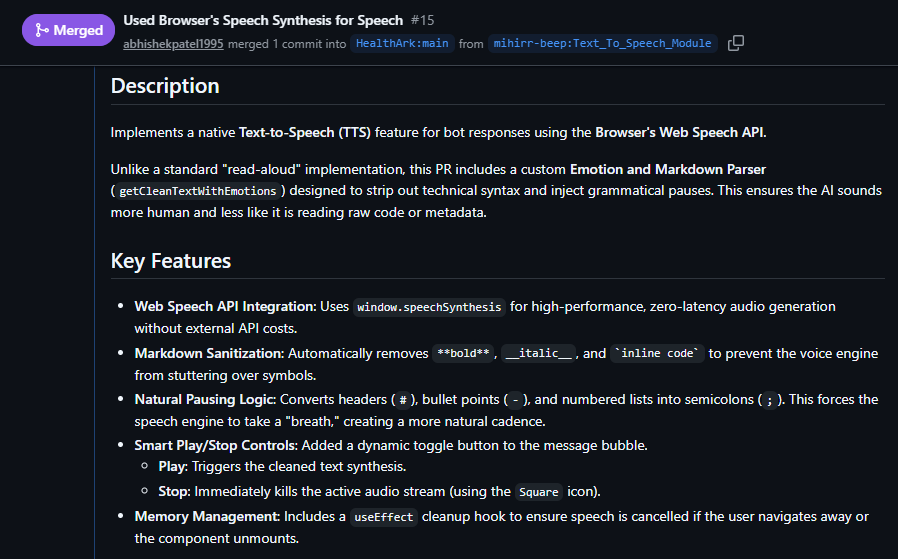 Used Browser's Speech Synthesis for Speech #15
Merged
abhishekpatel1995 merged 1 commit into HealthArk:main from mihirr-beep:Text_To_Speech_Module
Description
Implements a native Text-to-Speech (TTS) feature for bot responses using the Browser's Web Speech API.
Unlike a standard "read-aloud" implementation, this PR includes a custom Emotion and Markdown Parser
(getCleanTextWithEmotions) designed to strip out technical syntax and inject grammatical pauses. This ensures the AI sounds
more human and less like it is reading raw code or metadata.
Key Features
• Web Speech API Integration: Uses window.speechSynthesis for high-performance, zero-latency audio generation
without external API costs.
• Markdown Sanitization: Automatically removes **bold**, __italic__, and `inline code` to prevent the voice engine
from stuttering over symbols.
• Natural Pausing Logic: Converts headers (#), bullet points (-), and numbered lists into semicolons (;). This forces the
speech engine to take a "breath," creating a more natural cadence.
• Smart Play/Stop Controls: Added a dynamic toggle button to the message bubble.
○ Play: Triggers the cleaned text synthesis.
○ Stop: Immediately kills the active audio stream (using the Square icon).
• Memory Management: Includes a useEffect cleanup hook to ensure speech is cancelled if the user navigates away or
the component unmounts.